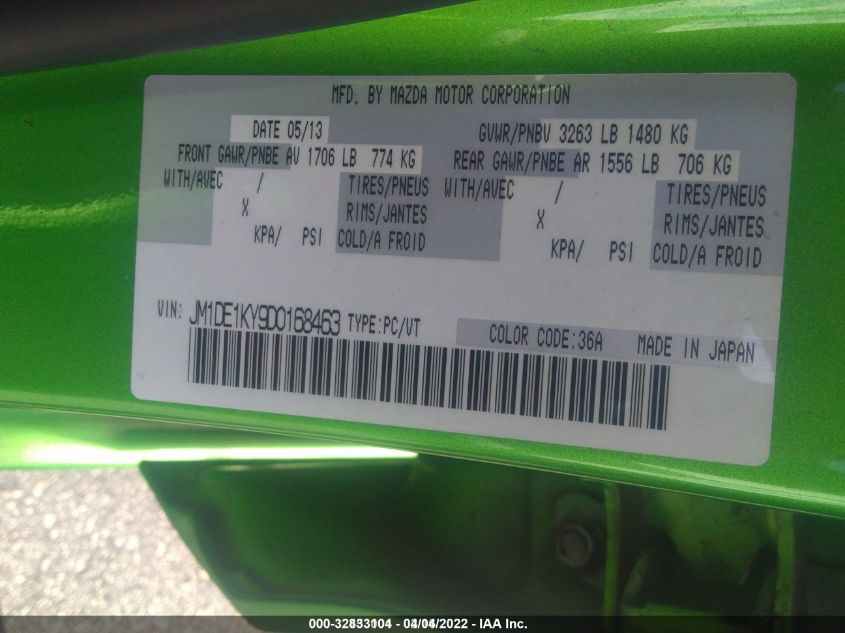 MFD. BY MAZDA MOTOR CORPORATION
DATE 05/13 GVWR/PNBV 3263 LB 1480 KG
FRONT GAWR/PNBE AV 1706 LB 774 KG REAR GAWR/PNBE AR 1556 LB 706 KG
WITH/AVEC / TIRES/PNEUS WITH/AVEC / TIRES/PNEUS
X RIMS/JANTES X RIMS/JANTES
KPA/ PSI COLD/A FROID KPA/ PSI COLD/A FROID
VIN: JM1DE1KY9D0168463 TYPE:PC/VT COLOR CODE:36A MADE IN JAPAN
000-32833104 - 04/04/2022 - IAA Inc.